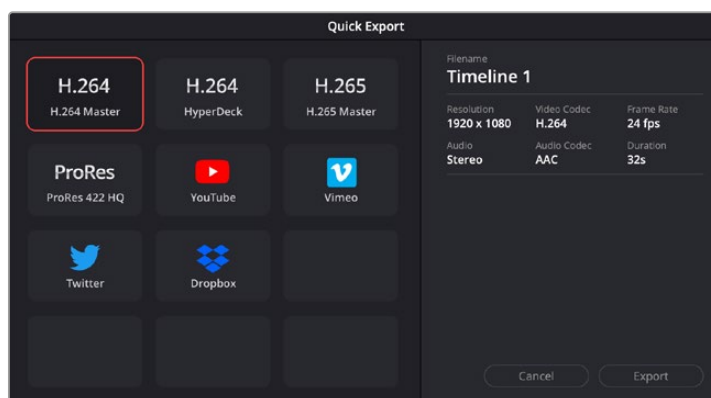 Quick Export
H.264
H.264 Master
H.264
HyperDeck
H.265
H.265 Master
ProRes
ProRes 422 HQ
YouTube
Vimeo
Twitter
Dropbox
Filename
Timeline 1
Resolution Video Codec Frame Rate
1920 x 1080 H.264 24 fps
Audio Audio Codec Duration
Stereo AAC 32s
Cancel Export